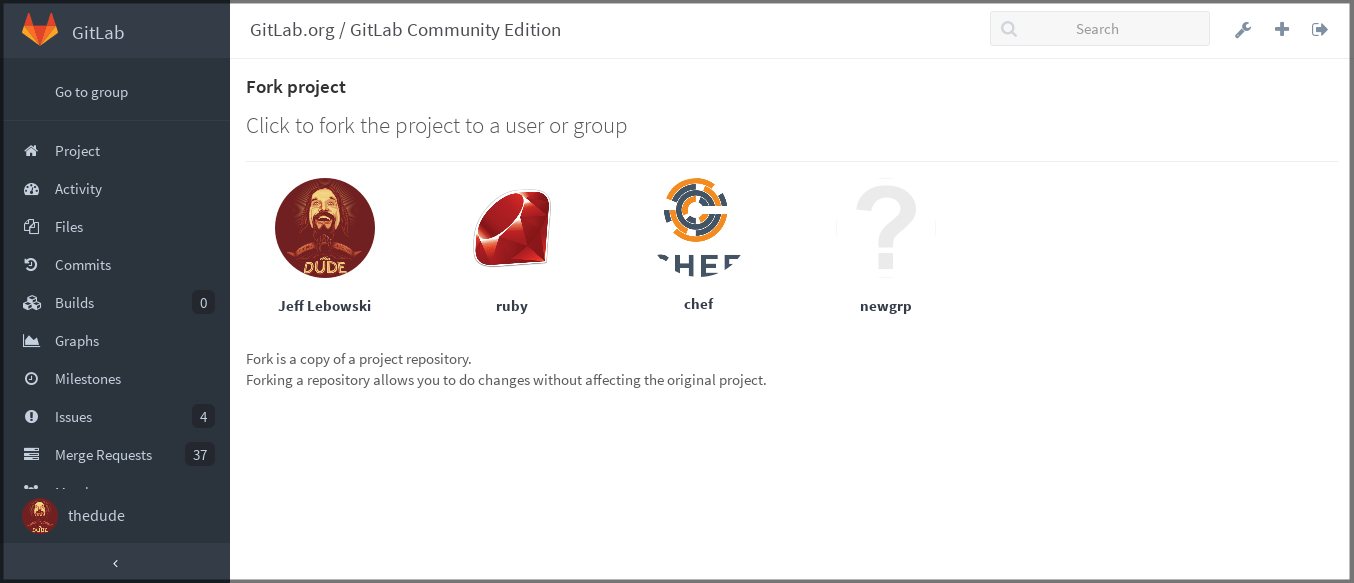 GitLab
GitLab.org / GitLab Community Edition
Search
Go to group
Project
Activity
Files
Commits
Builds 0
Graphs
Milestones
Issues 4
Merge Requests 37
thedude
Fork project
Click to fork the project to a user or group
DUDE
CHEF
Jeff Lebowski
ruby
chef
newgrp
Fork is a copy of a project repository.
Forking a repository allows you to do changes without affecting the original project.